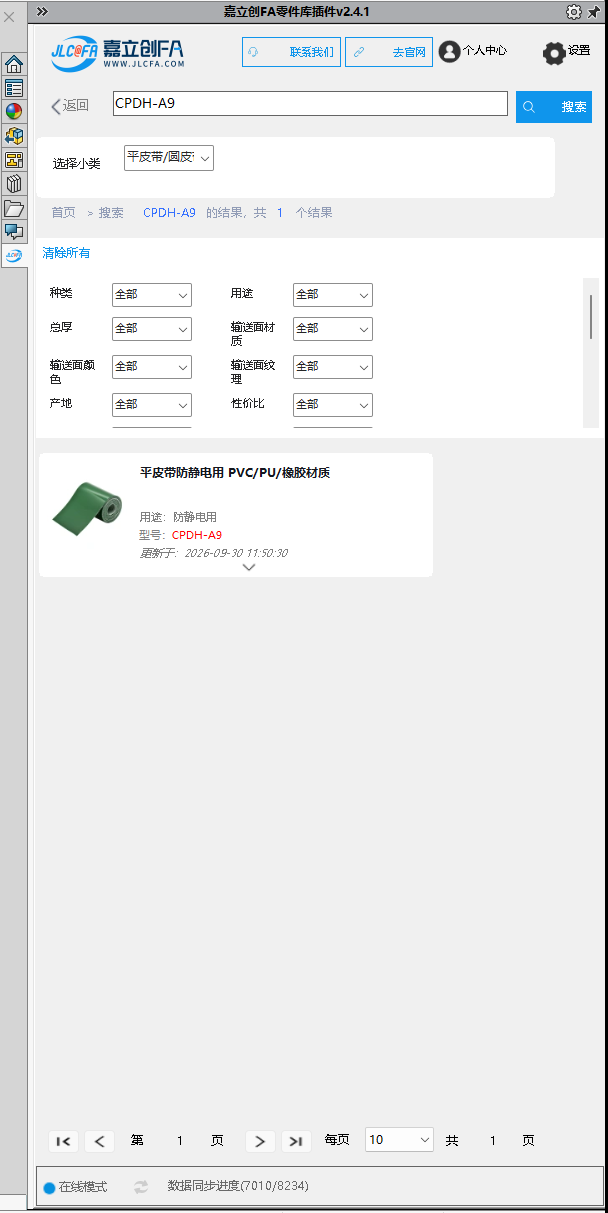 嘉立创FA零件库插件v2.4.1
JLC@FA 嘉立创FA
WWW.JLCFA.COM
联系我们 去官网 个人中心 设置
返回 CPDH-A9 搜索
选择小类 平皮带/圆皮
首页 > 搜索 CPDH-A9 的结果, 共 1 个结果
清除所有
种类 全部 用途 全部
总厚 全部 输送面材质 全部
输送面颜色 全部 输送面纹理 全部
产地 全部 性价比 全部
平皮带防静电用 PVC/PU/橡胶材质
用途: 防静电用
型号: CPDH-A9
更新于: 2026-09-30 11:50:30
第 1 页 每页 10 共 1 页
在线模式 数据同步进度(7010/8234)